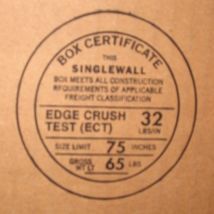 BOX CERTIFICATE
THIS
SINGLEWALL
BOX MEETS ALL CONSTRUCTION
REQUIREMENTS OF APPLICABLE
FREIGHT CLASSIFICATION
EDGE CRUSH TEST (ECT) 32 LBS/IN
SIZE LIMIT 75 INCHES
GROSS WT LT 65 LBS